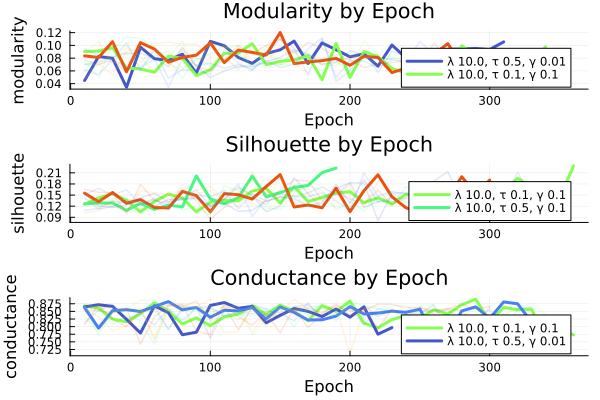 Modularity by Epoch
modularity
0.12
0.10
0.08
0.06
0.04
λ 10.0, τ 0.5, γ 0.01
λ 10.0, τ 0.1, γ 0.1
0
100
200
300
Epoch
Silhouette by Epoch
silhouette
0.21
0.18
0.15
0.12
0.09
λ 10.0, τ 0.1, γ 0.1
λ 10.0, τ 0.5, γ 0.1
0
100
200
300
Epoch
Conductance by Epoch
conductance
0.875
0.850
0.825
0.800
0.775
0.750
0.725
λ 10.0, τ 0.1, γ 0.1
λ 10.0, τ 0.5, γ 0.01
0
100
200
300
Epoch